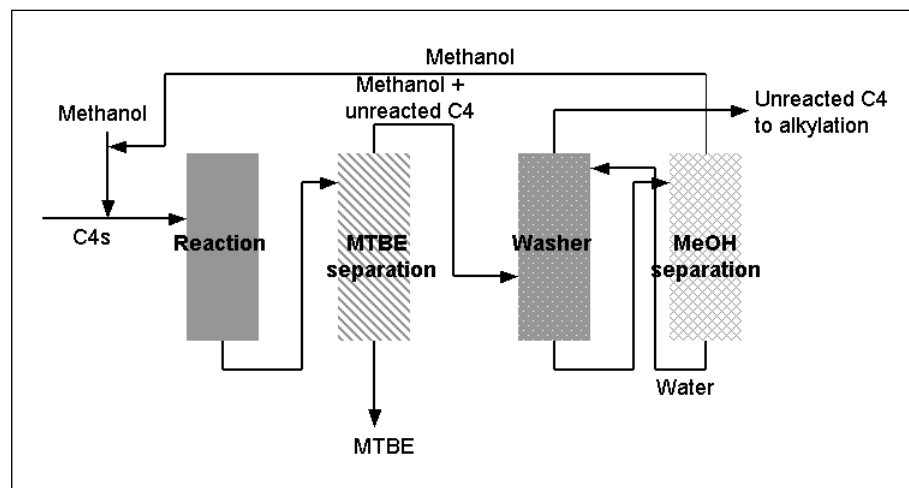 Methanol
Methanol +
unreacted C4
Methanol
Unreacted C4
to alkylation
C4s
Reaction
MTBE
separation
Washer
MeOH
separation
Water
MTBE